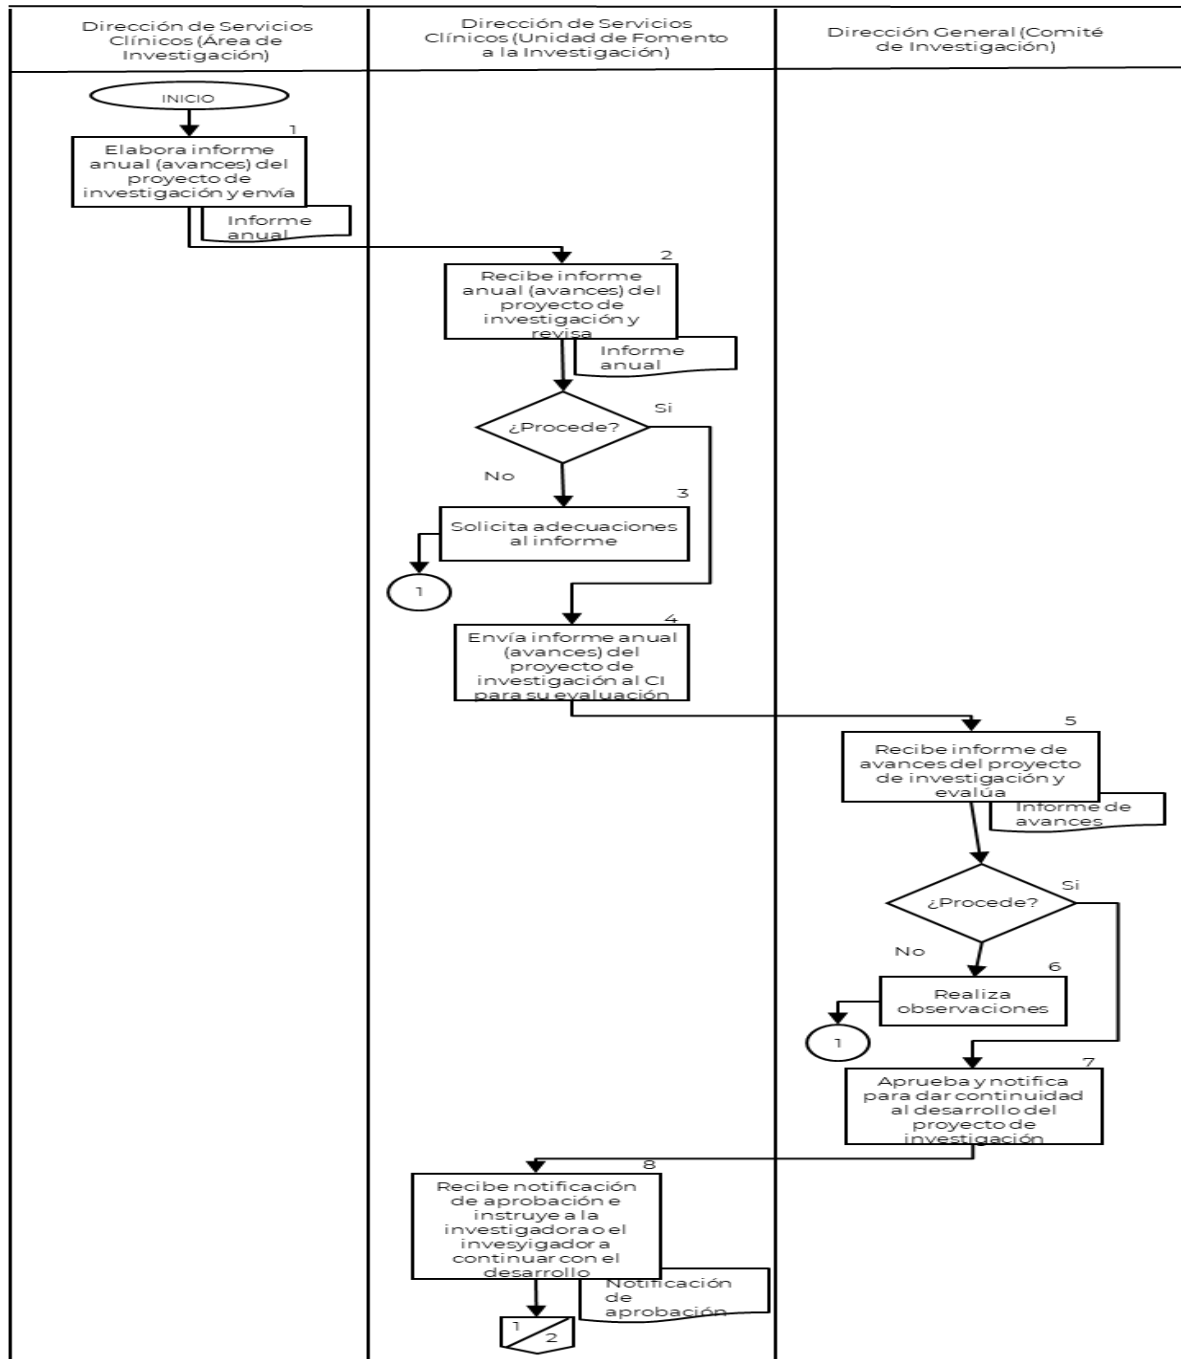 Dirección de Servicios
Clínicos (Área de
Investigación)
Dirección de Servicios
Clínicos (Unidad de Fomento
a la Investigación)
Dirección General (Comité
de Investigación)
INICIO
1
Elabora informe
anual (avances) del
proyecto de
investigación y envía
Informe
anual
2
Recibe informe
anual (avances) del
proyecto de
investigación y
revisa
Informe
anual
¿Procede?
Si
No
3
Solicita adecuaciones
al informe
1
4
Envía informe anual
(avances) del
proyecto de
investigación al CI
para su evaluación
5
Recibe informe de
avances del proyecto
de investigación y
evalúa
Informe de
avances
¿Procede?
Si
No
6
Realiza
observaciones
1
7
Aprueba y notifica
para dar continuidad
al desarrollo del
proyecto de
investigación
8
Recibe notificación
de aprobación e
instruye a la
investigadora o el
invesyigador a
continuar con el
desarrollo
Notificación
de
aprobación
1
2